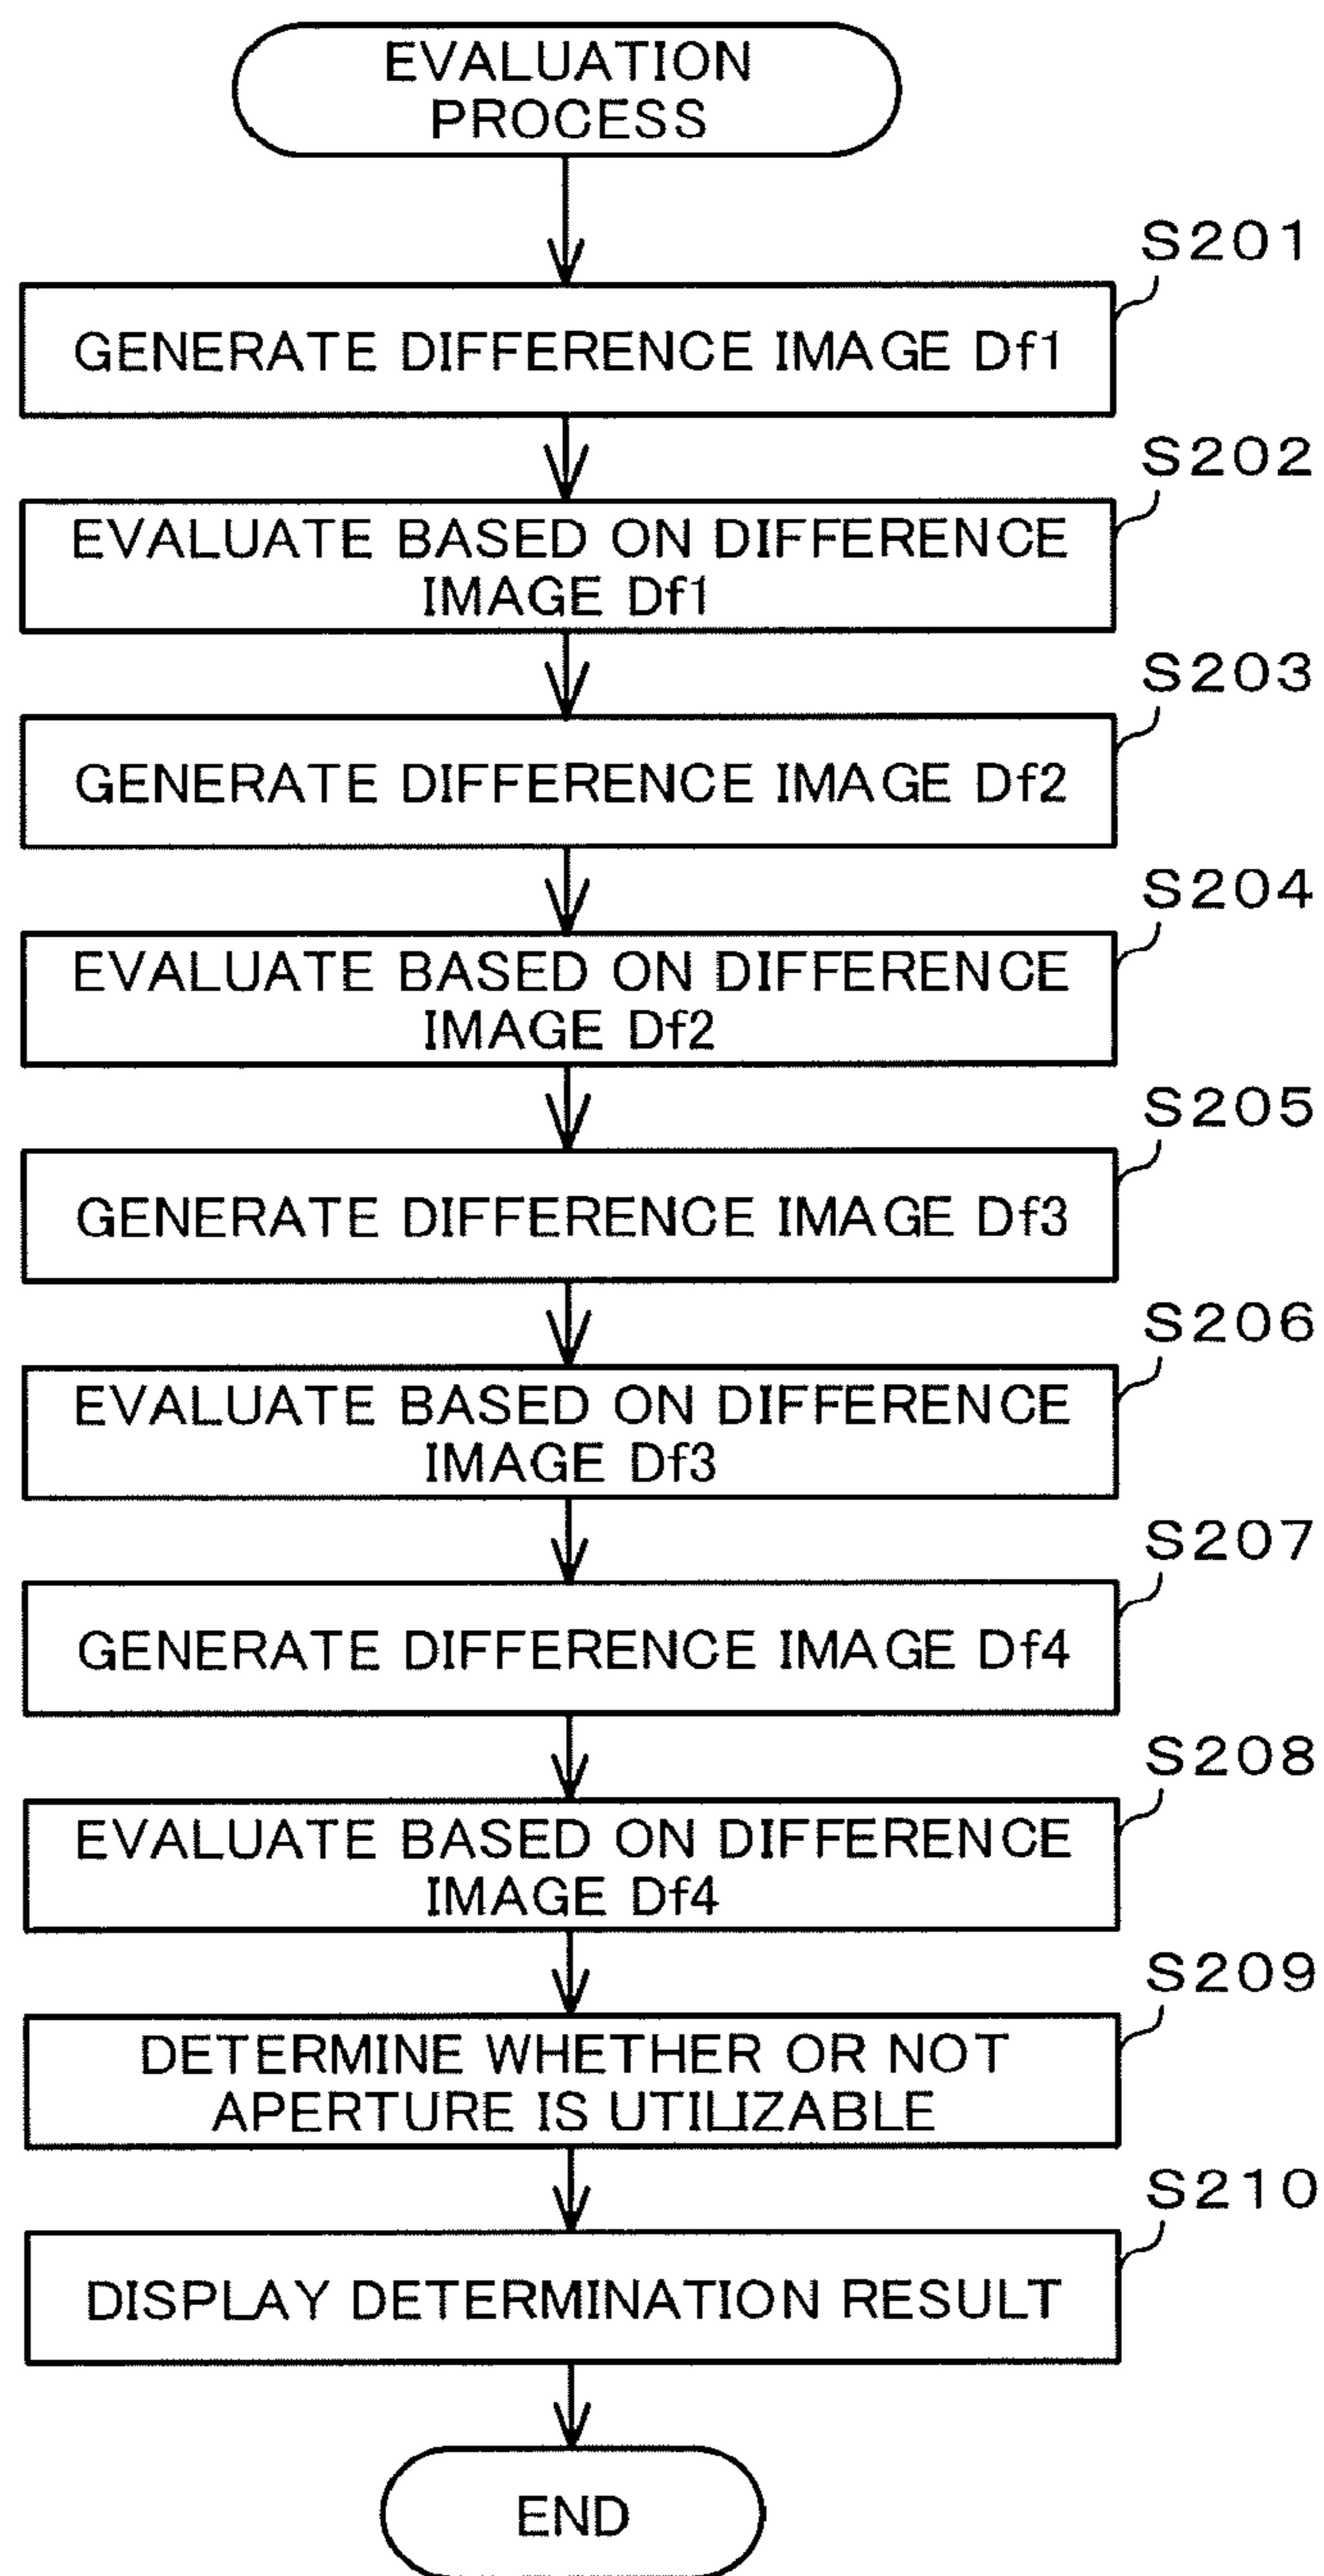 EVALUATION
PROCESS
S201
GENERATE DIFFERENCE IMAGE Df1
S202
EVALUATE BASED ON DIFFERENCE
IMAGE Df1
S203
GENERATE DIFFERENCE IMAGE Df2
S204
EVALUATE BASED ON DIFFERENCE
IMAGE Df2
S205
GENERATE DIFFERENCE IMAGE Df3
S206
EVALUATE BASED ON DIFFERENCE
IMAGE Df3
S207
GENERATE DIFFERENCE IMAGE Df4
S208
EVALUATE BASED ON DIFFERENCE
IMAGE Df4
S209
DETERMINE WHETHER OR NOT
APERTURE IS UTILIZABLE
S210
DISPLAY DETERMINATION RESULT
END